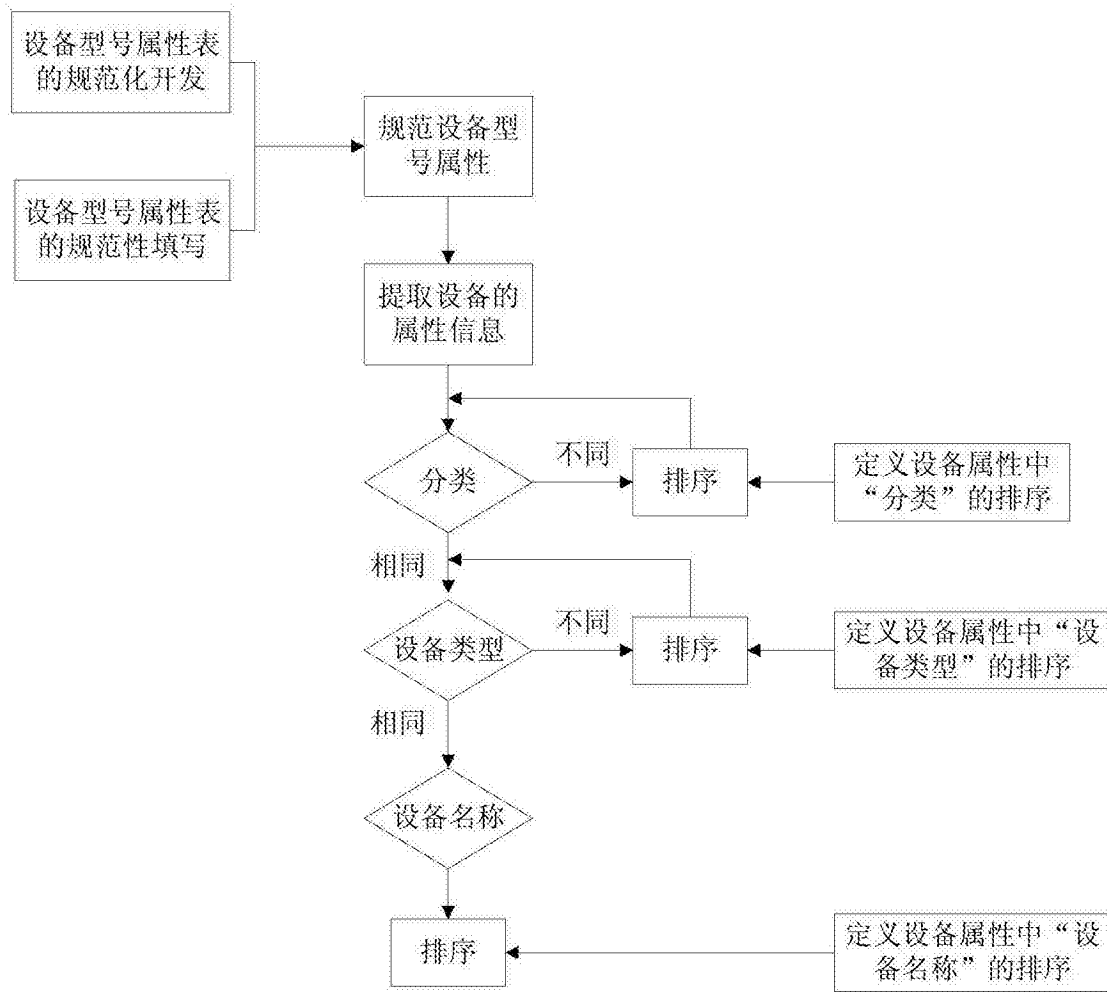 设备型号属性表
的规范化开发
设备型号属性表
的规范性填写
规范设备型
号属性
提取设备的
属性信息
分类
不同
排序
定义设备属性中
“分类”的排序
相同
设备类型
不同
排序
定义设备属性中“设
备类型”的排序
相同
设备名称
排序
定义设备属性中“设
备名称”的排序